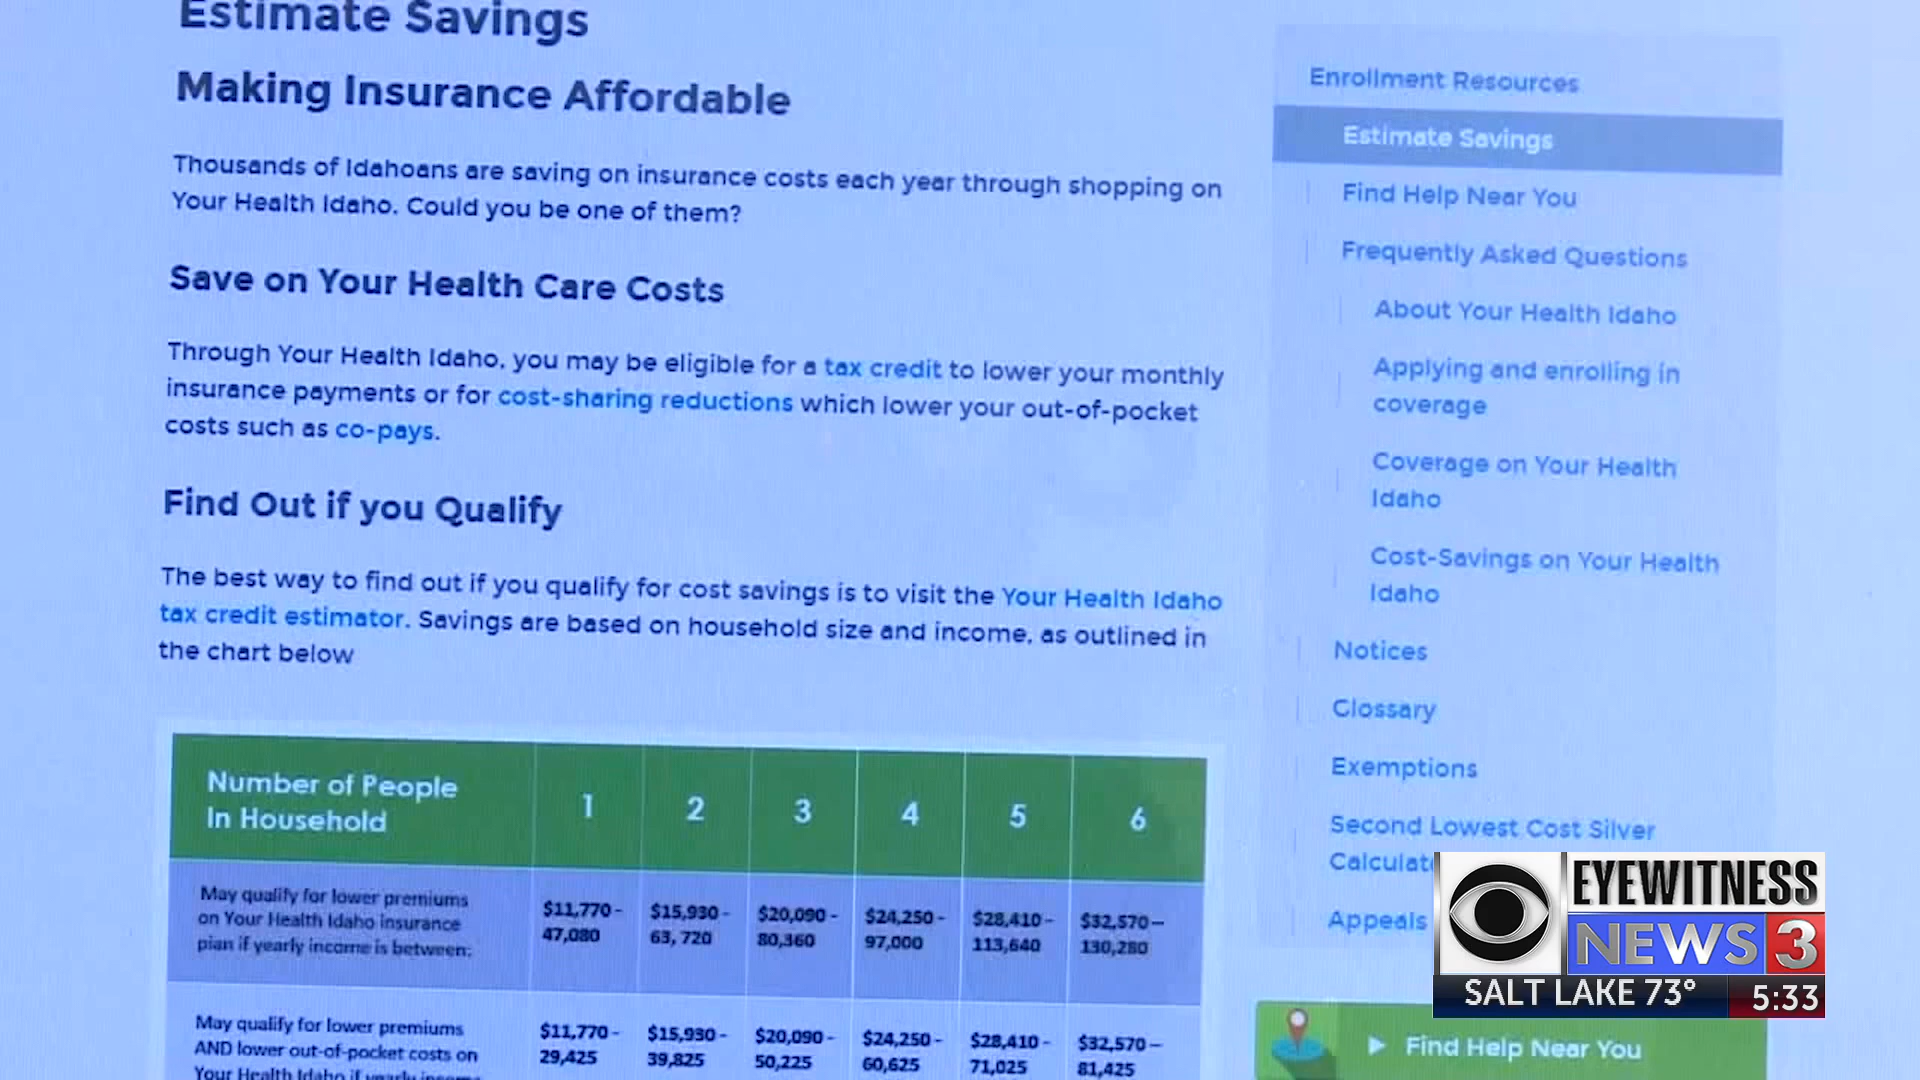 Estimate Savings
Making Insurance Affordable
Thousands of Idahoans are saving on insurance costs each year through shopping on
Your Health Idaho. Could you be one of them?
Save on Your Health Care Costs
Through Your Health Idaho, you may be eligible for a tax credit to lower your monthly
insurance payments or for cost-sharing reductions which lower your out-of-pocket
costs such as co-pays.
Find Out if you Qualify
The best way to find out if you qualify for cost savings is to visit the Your Health Idaho
tax credit estimator. Savings are based on household size and income, as outlined in
the chart below
Number of People
In Household
1 2 3 4 5 6
May qualify for lower premiums
on Your Health Idaho insurance
plan if yearly income is between:
$11,770 -
47,080
$15,930 -
63, 720
$20,090 -
80,360
$24,250 -
97,000
$28,410 -
113,640
$32,570 –
130,280
May qualify for lower premiums
AND lower out-of-pocket costs on
Your Health Idaho if yearly income
$11,770 -
29,425
$15,930 -
39,825
$20,090 -
50,225
$24,250 -
60,625
$28,410 -
71,025
$32,570 –
81,425
Enrollment Resources
Estimate Savings
Find Help Near You
Frequently Asked Questions
About Your Health Idaho
Applying and enrolling in
coverage
Coverage on Your Health
Idaho
Cost-Savings on Your Health
Idaho
Notices
Glossary
Exemptions
Second Lowest Cost Silver
Appeals
Find Help Near You
EYEWITNESS
NEWS 3
SALT LAKE 73° 5:33